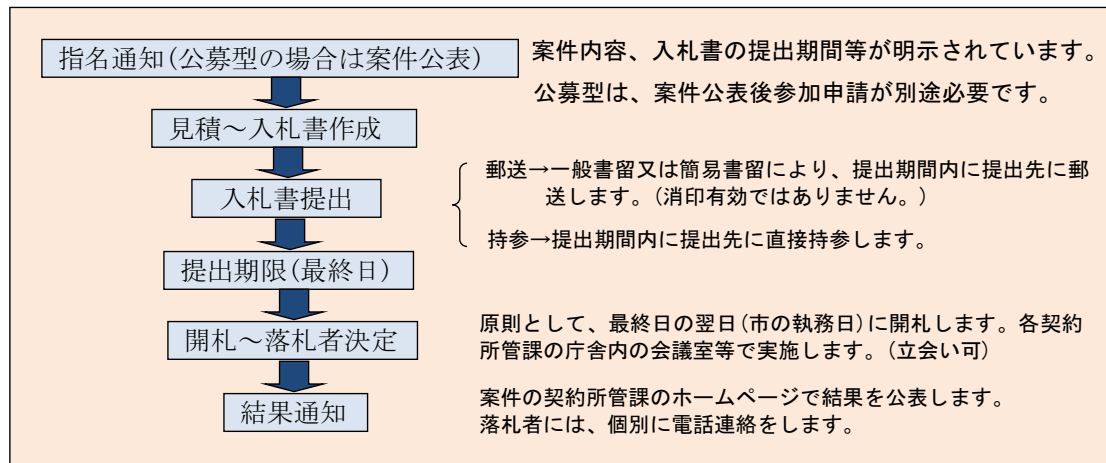 指名通知(公募型の場合は案件公表)
案件内容、入札書の提出期間等が明示されています。
公募型は、案件公表後参加申請が別途必要です。
見積～入札書作成
入札書提出
郵送→一般書留又は簡易書留により、提出期間内に提出先に郵
送します。(消印有効ではありません。)
持参→提出期間内に提出先に直接持参します。
提出期限(最終日)
開札～落札者決定
原則として、最終日の翌日(市の執務日)に開札します。各契約
所管課の庁舎内の会議室等で実施します。(立会い可)
結果通知
案件の契約所管課のホームページで結果を公表します。
落札者には、個別に電話連絡をします。